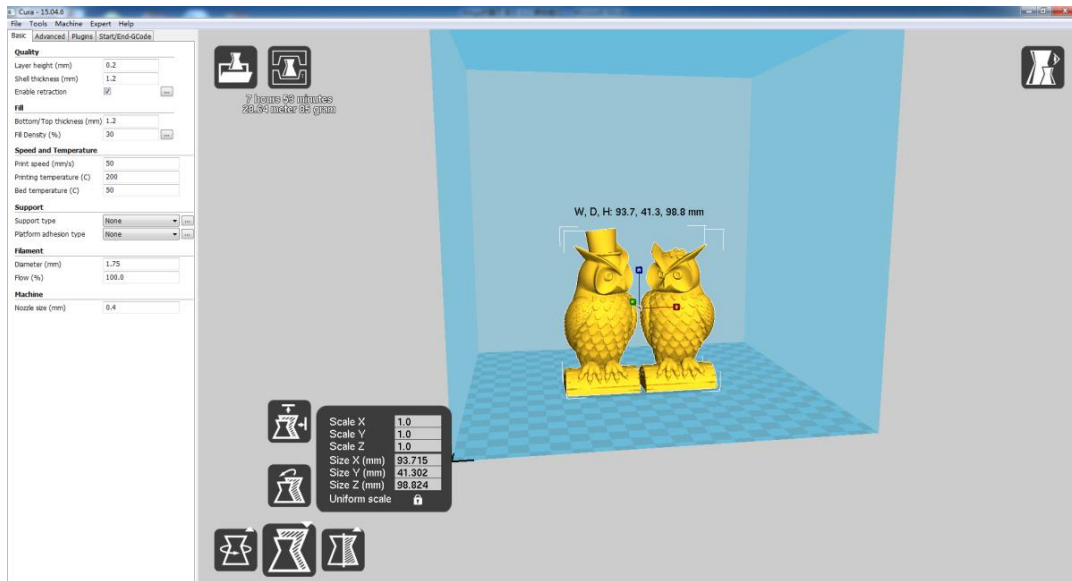 Cura - 15.04.6
File Tools Machine Expert Help
Basic Advanced Plugins Start/End-GCode
Quality
Layer height (mm) 0.2
Shell thickness (mm) 1.2
Enable retraction
Fill
Bottom/Top thickness (mm) 1.2
Fill Density (%) 30
Speed and Temperature
Print speed (mm/s) 50
Printing temperature (C) 200
Bed temperature (C) 50
Support
Support type None
Platform adhesion type None
Filament
Diameter (mm) 1.75
Flow (%) 100.0
Machine
Nozzle size (mm) 0.4
7 hours 53 minutes
28.64 meter 85 gram
W, D, H: 93.7, 41.3, 98.8 mm
Scale X 1.0
Scale Y 1.0
Scale Z 1.0
Size X (mm) 93.715
Size Y (mm) 41.302
Size Z (mm) 98.824
Uniform scale